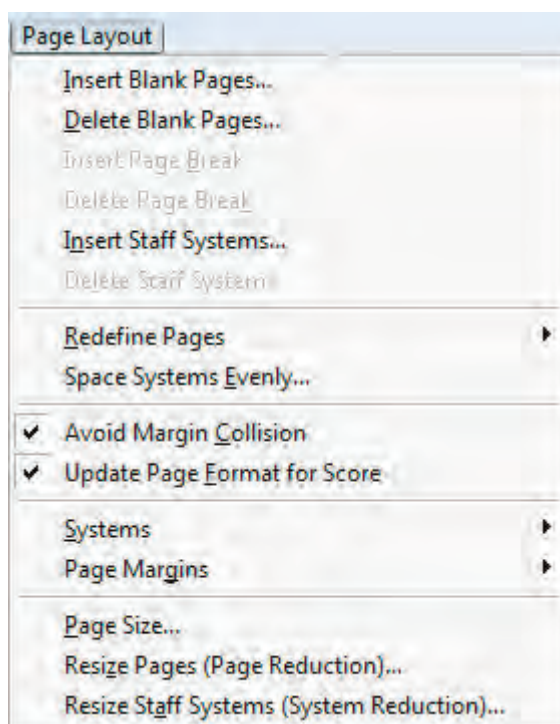 Page Layout
Insert Blank Pages...
Delete Blank Pages...
Insert Page Break
Delete Page Break
Insert Staff Systems...
Delete Staff Systems
Redefine Pages
Space Systems Evenly...
Avoid Margin Collision
Update Page Format for Score
Systems
Page Margins
Page Size...
Resize Pages (Page Reduction)...
Resize Staff Systems (System Reduction)...